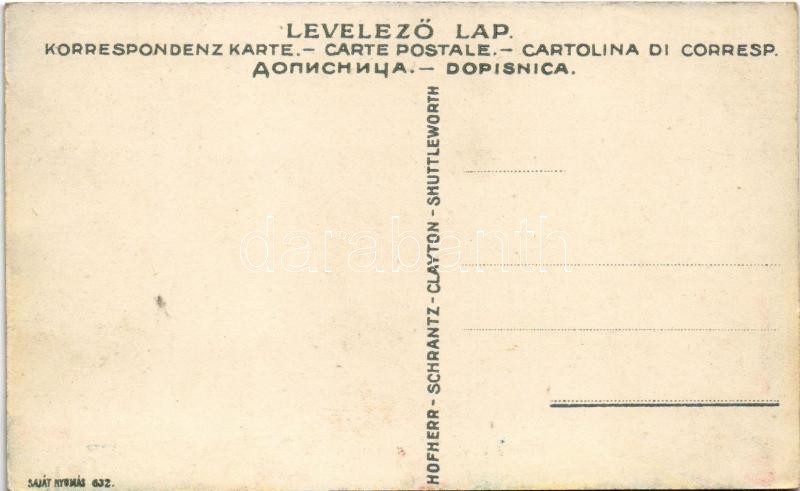 LEVELEZŐ LAP.
KORRESPONDENZ KARTE.– CARTE POSTALE.– CARTOLINA DI CORRESP.
ДОПИСНИЦА.– DOPISNICA.
HOFHERR - SCHRANTZ - CLAYTON - SHUTTLEWORTH
darabanth
SAJÁT NYOMÁS 632.